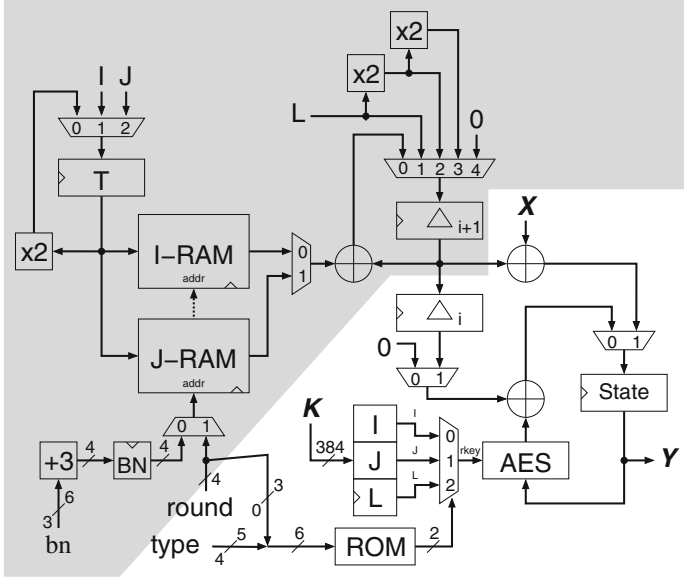 x2
x2
I J
L
0
0 1 2
0 1 2 3 4
T
△ i+1
X
x2
I-RAM
addr
0
1
△ i
J-RAM
addr
0
0 1
0 1
State
0 1
K
384
I
J
L
I
J
L
0
1
2
rkey
AES
Y
+3
4
BN
4
3
6
bn
4
round
0
3
type
4
5
6
ROM
2